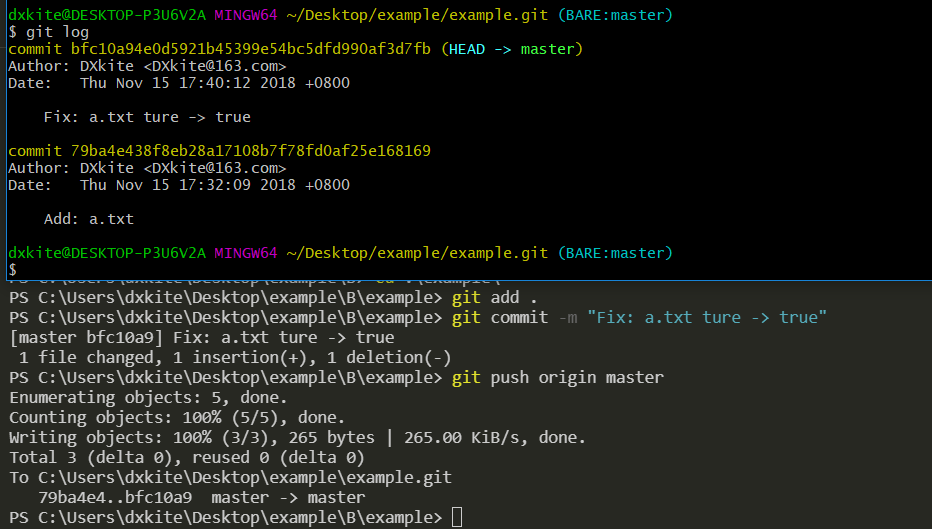 dxkite@DESKTOP-P3U6V2A MINGW64 ~/Desktop/example/example.git (BARE:master)
$ git log
commit bfc10a94e0d5921b45399e54bc5dfd990af3d7fb (HEAD -> master)
Author: DXkite <DXkite@163.com>
Date:   Thu Nov 15 17:40:12 2018 +0800
    Fix: a.txt ture -> true
commit 79ba4e438f8eb28a17108b7f78fd0af25e168169
Author: DXkite <DXkite@163.com>
Date:   Thu Nov 15 17:32:09 2018 +0800
    Add: a.txt
dxkite@DESKTOP-P3U6V2A MINGW64 ~/Desktop/example/example.git (BARE:master)
$
PS C:\Users\dxkite\Desktop\example\B\example> git add .
PS C:\Users\dxkite\Desktop\example\B\example> git commit -m "Fix: a.txt ture -> true"
[master bfc10a9] Fix: a.txt ture -> true
 1 file changed, 1 insertion(+), 1 deletion(-)
PS C:\Users\dxkite\Desktop\example\B\example> git push origin master
Enumerating objects: 5, done.
Counting objects: 100% (5/5), done.
Writing objects: 100% (3/3), 265 bytes | 265.00 KiB/s, done.
Total 3 (delta 0), reused 0 (delta 0)
To C:\Users\dxkite\Desktop\example\example.git
   79ba4e4..bfc10a9  master -> master
PS C:\Users\dxkite\Desktop\example\B\example>